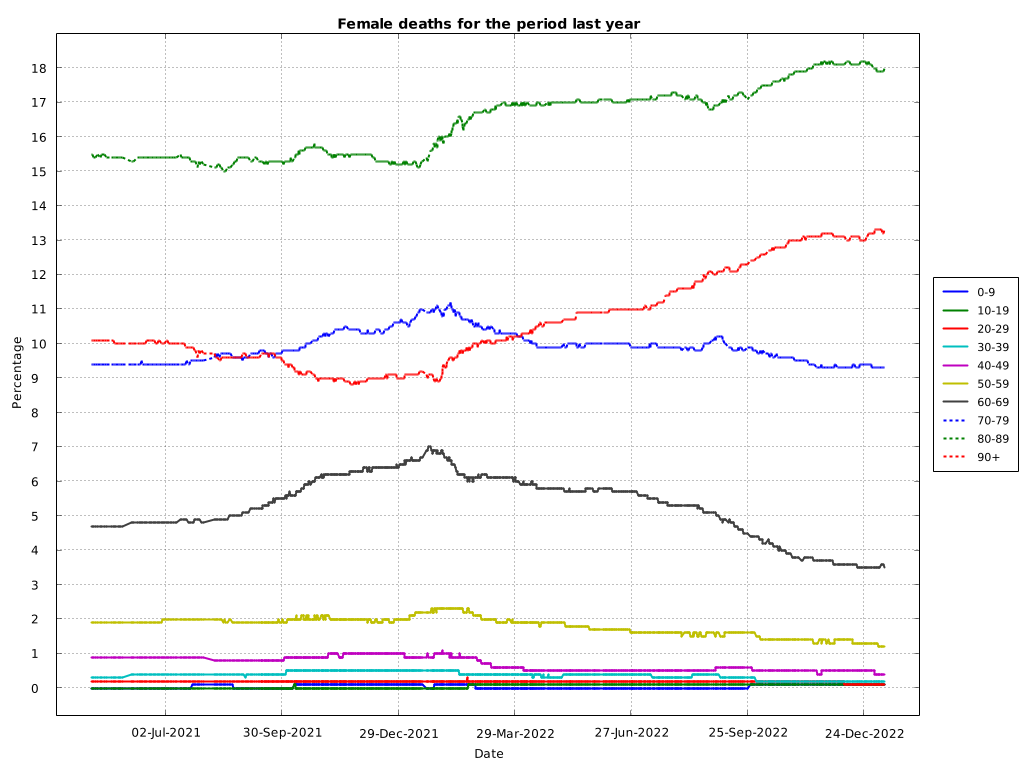 Female deaths for the period last year
Percentage
18
17
16
15
14
13
12
11
10
9
8
7
6
5
4
3
2
1
0
02-Jul-2021
30-Sep-2021
29-Dec-2021
29-Mar-2022
27-Jun-2022
25-Sep-2022
24-Dec-2022
Date
0-9
10-19
20-29
30-39
40-49
50-59
60-69
70-79
80-89
90+